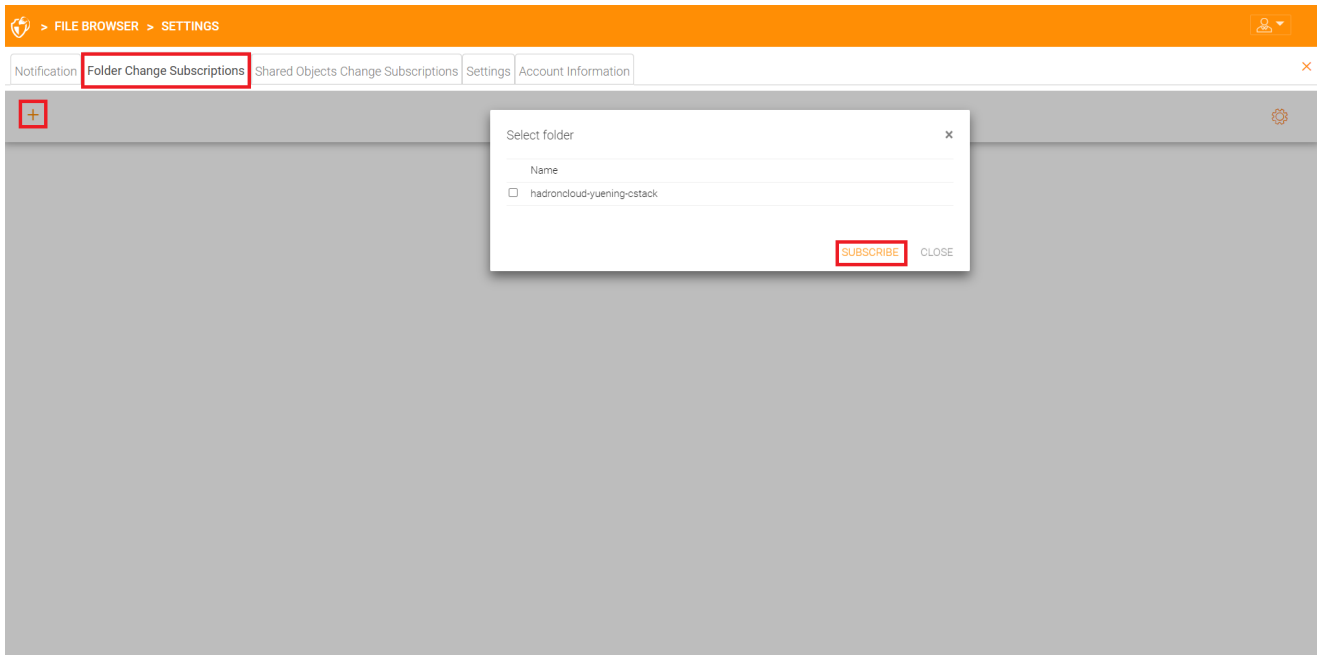 > FILE BROWSER > SETTINGS
Notification Folder Change Subscriptions Shared Objects Change Subscriptions Settings Account Information ×
+
Select folder ×
Name
hadroncloud-yuening-cstack
SUBSCRIBE CLOSE